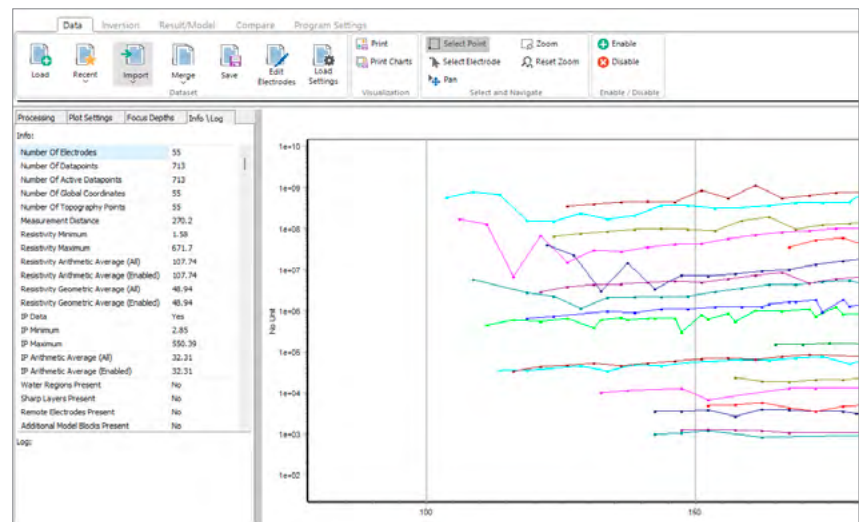 Data Inversion Result/Model Compare Program Settings
Load
Recent
Import
Merge
Save
Edit Electrodes
Load Settings
Dataset
Print
Print Charts
Visualization
Select Point
Select Electrode
Pan
Zoom
Reset Zoom
Select and Navigate
Enable
Disable
Enable / Disable
Processing Plot Settings Focus Depths Info \Log
Info:
Number Of Electrodes 55
Number Of Datapoints 713
Number Of Active Datapoints 713
Number Of Global Coordinates 55
Number Of Topography Points 55
Measurement Distance 270.2
Resistivity Minimum 1.58
Resistivity Maximum 671.7
Resistivity Arithmetic Average (All) 107.74
Resistivity Arithmetic Average (Enabled) 107.74
Resistivity Geometric Average (All) 48.94
Resistivity Geometric Average (Enabled) 48.94
IP Data Yes
IP Minimum 2.85
IP Maximum 550.39
IP Arithmetic Average (All) 32.31
IP Arithmetic Average (Enabled) 32.31
Water Regions Present No
Sharp Layers Present No
Remote Electrodes Present No
Additional Model Blocks Present No
Log:
No Unit
1e+10
1e+09
1e+08
1e+07
1e+06
1e+05
1e+04
1e+03
1e+02
100
150